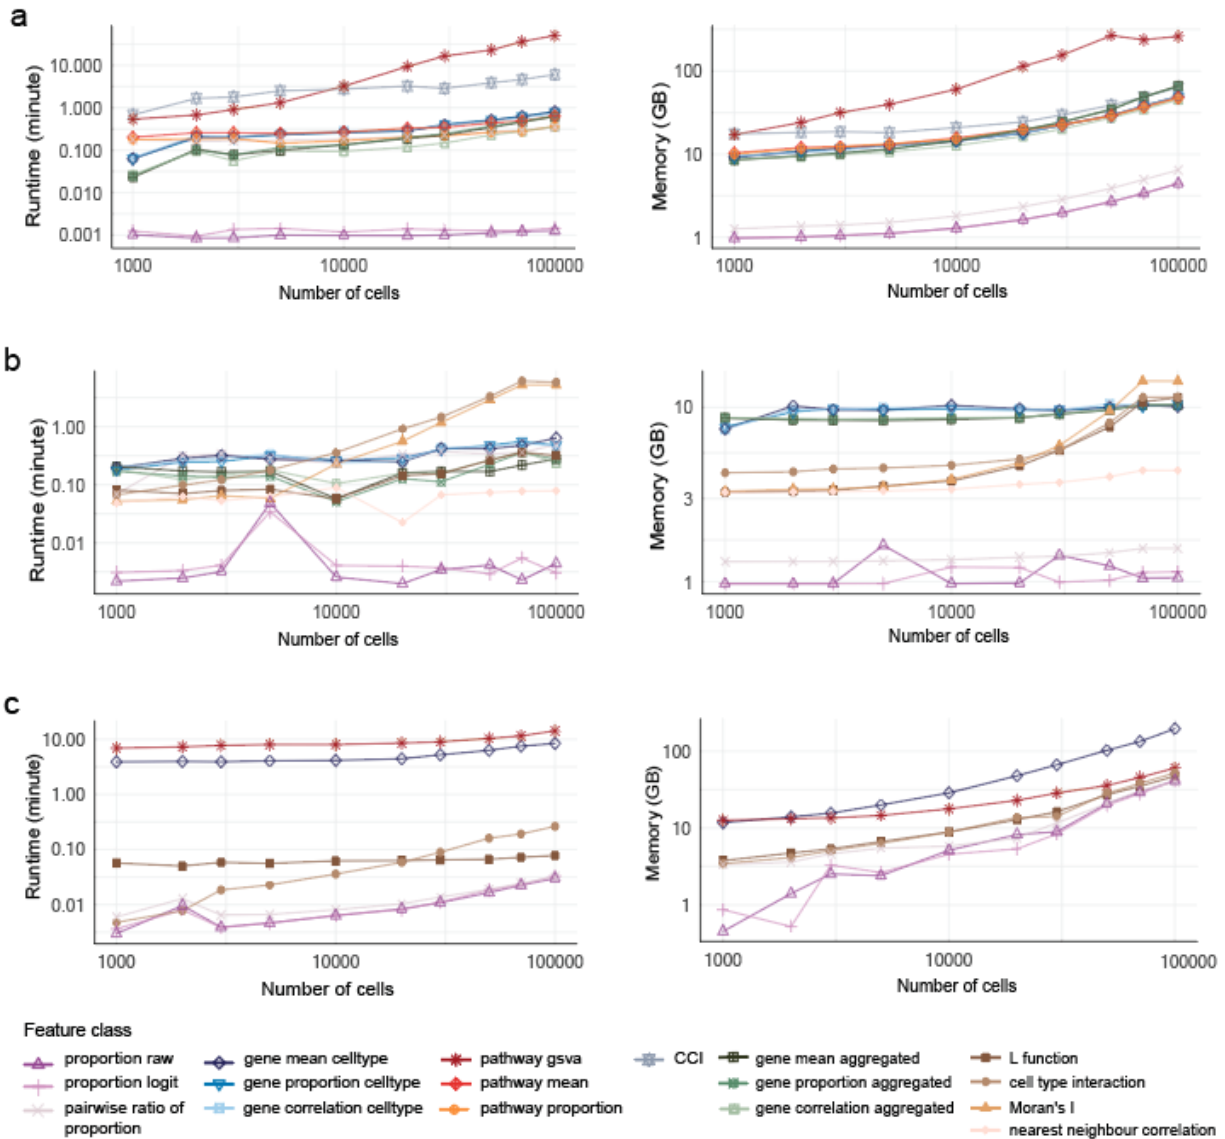 a
Runtime (minute)
10.000
1.000
0.100
0.010
0.001
1000
10000
100000
Number of cells
Memory (GB)
100
10
1
1000
10000
100000
Number of cells
b
Runtime (minute)
1.00
0.10
0.01
1000
10000
100000
Number of cells
Memory (GB)
10
3
1
1000
10000
100000
Number of cells
c
Runtime (minute)
10.00
1.00
0.10
0.01
1000
10000
100000
Number of cells
Memory (GB)
100
10
1
1000
10000
100000
Number of cells
Feature class
proportion raw
proportion logit
pairwise ratio of
proportion
gene mean celltype
gene proportion celltype
gene correlation celltype
pathway gsva
pathway mean
pathway proportion
CCI
gene mean aggregated
gene proportion aggregated
gene correlation aggregated
L function
cell type interaction
Moran's I
nearest neighbour correlation